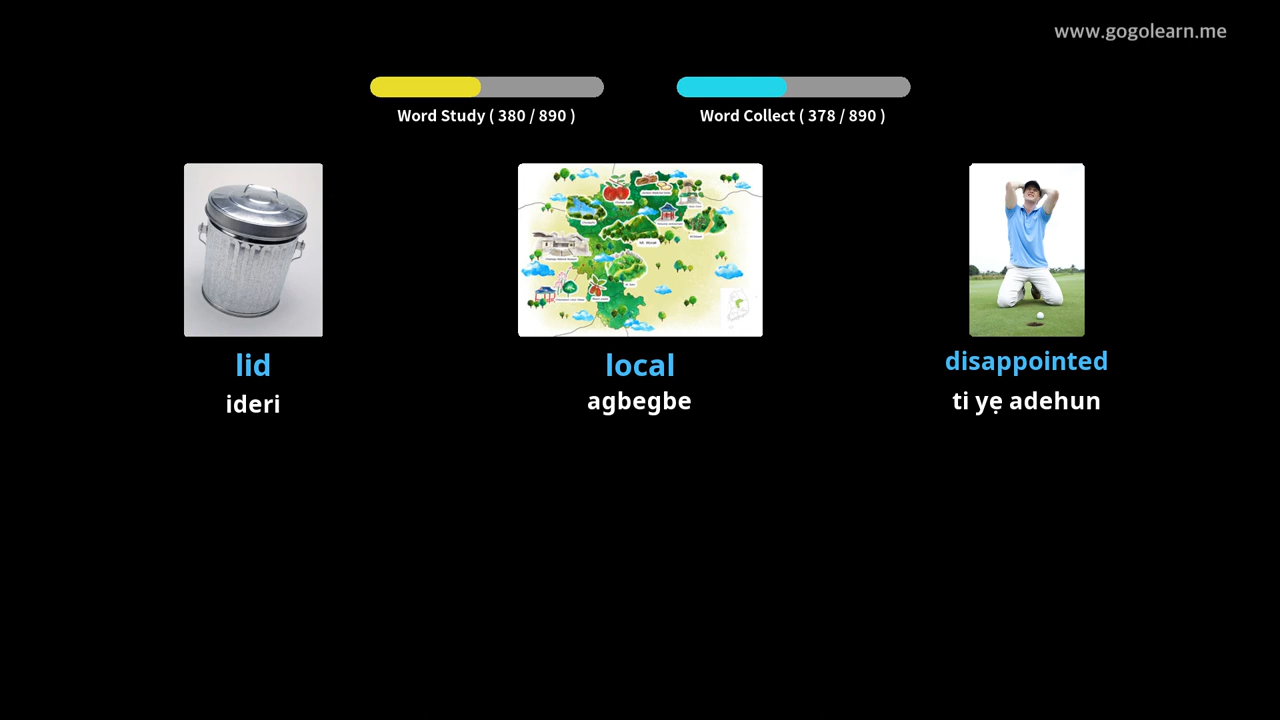 www.gogolearn.me
Word Study ( 380 / 890 )
Word Collect ( 378 / 890 )
lid
local
disappointed
ideri
agbegbe
ti yẹ adehun